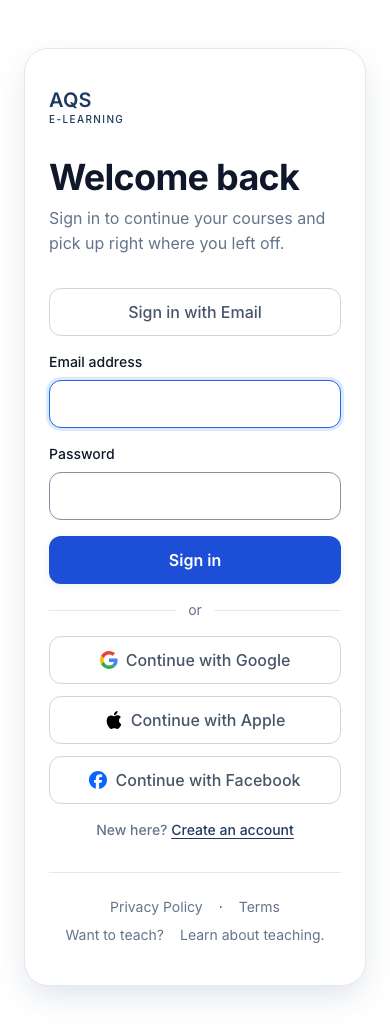 AQS
E-LEARNING
Welcome back
Sign in to continue your courses and
pick up right where you left off.
Sign in with Email
Email address
Password
Sign in
or
Continue with Google
Continue with Apple
Continue with Facebook
New here? Create an account
Privacy Policy · Terms
Want to teach? Learn about teaching.